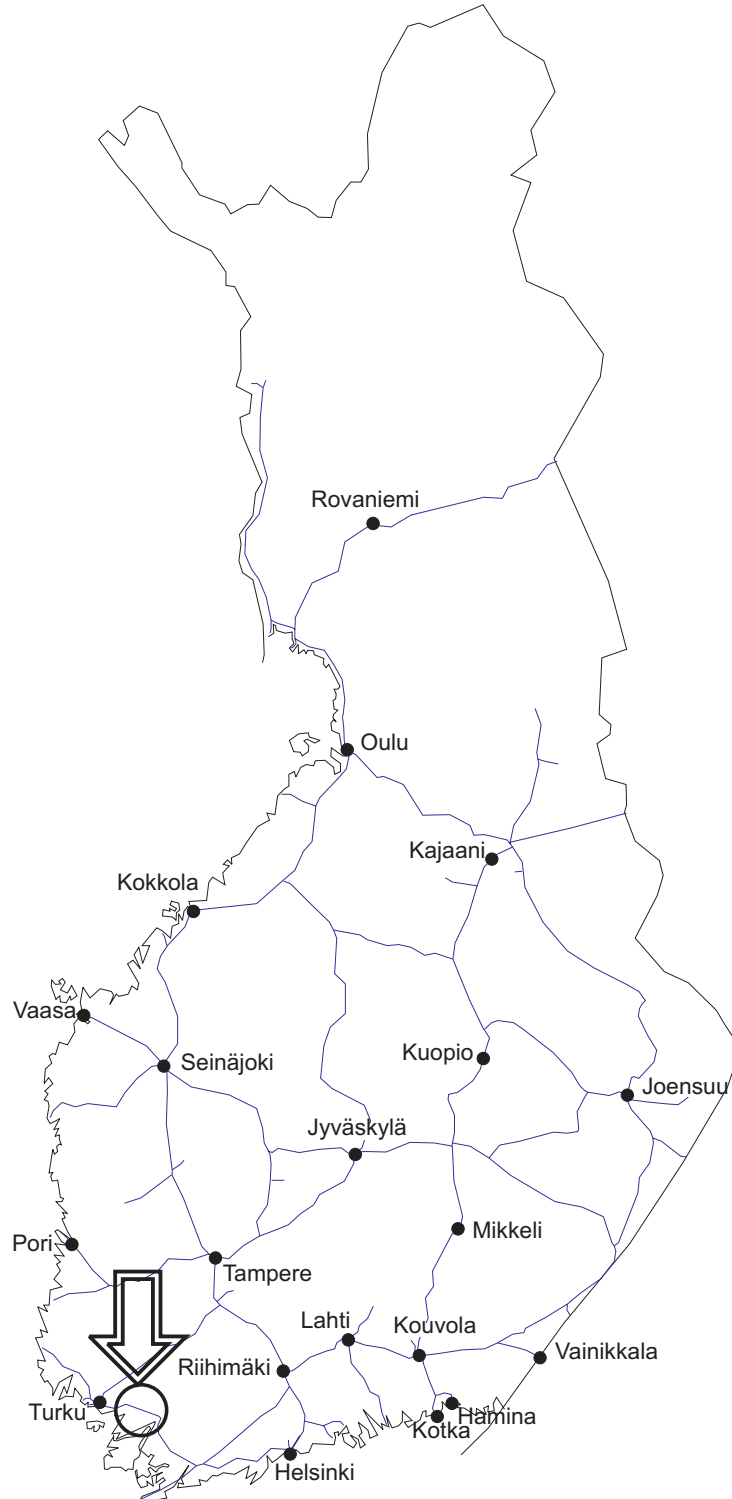 Rovaniemi
Oulu
Kajaani
Kokkola
Vaasa
Kuopio
Seinäjoki
Joensuu
Jyväskylä
Mikkeli
Pori
Tampere
Lahti
Kouvola
Vainikkala
Riihimäki
Turku
Hamina
Kotka
Helsinki